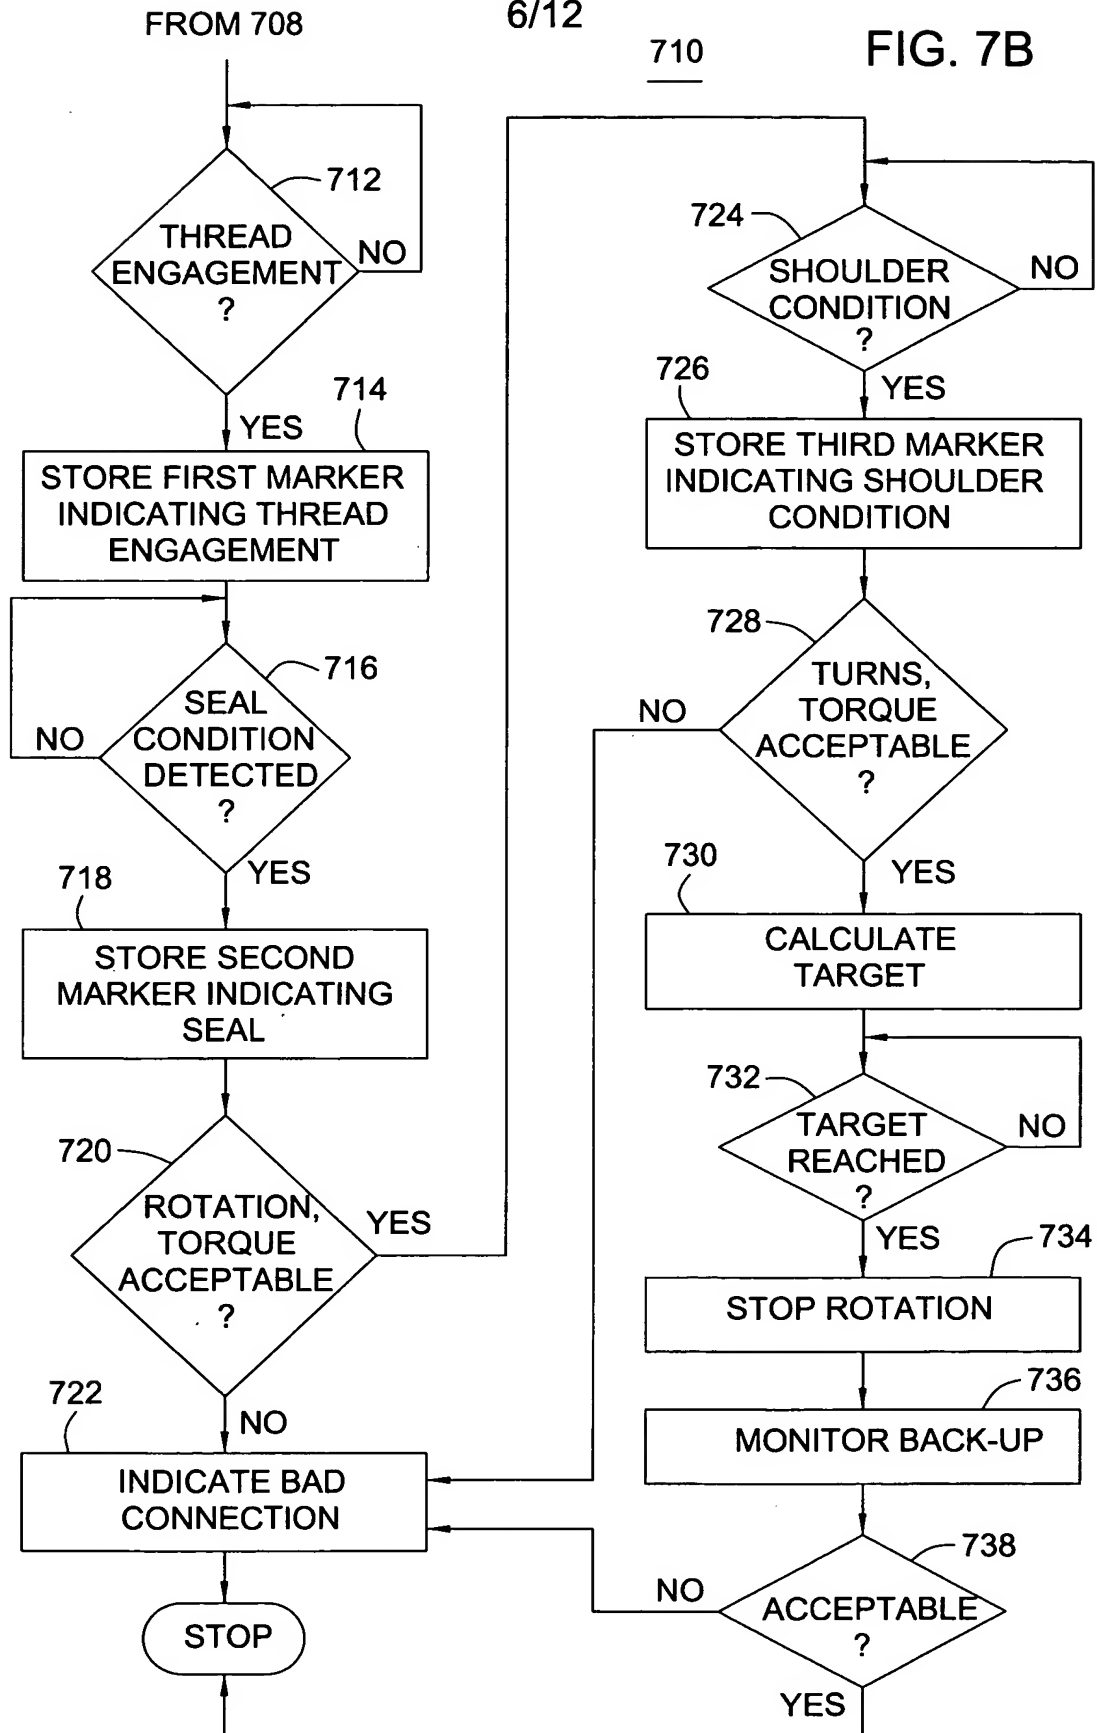 FROM 708
6/12
710
FIG. 7B
712
THREAD
ENGAGEMENT
?
NO
YES
714
STORE FIRST MARKER
INDICATING THREAD
ENGAGEMENT
716
SEAL
CONDITION
DETECTED
?
NO
YES
718
STORE SECOND
MARKER INDICATING
SEAL
720
ROTATION,
TORQUE
ACCEPTABLE
?
YES
NO
722
INDICATE BAD
CONNECTION
STOP
724
SHOULDER
CONDITION
?
NO
YES
726
STORE THIRD MARKER
INDICATING SHOULDER
CONDITION
728
TURNS,
TORQUE
ACCEPTABLE
?
NO
YES
730
CALCULATE
TARGET
732
TARGET
REACHED
?
NO
YES
734
STOP ROTATION
736
MONITOR BACK-UP
738
ACCEPTABLE
?
NO
YES